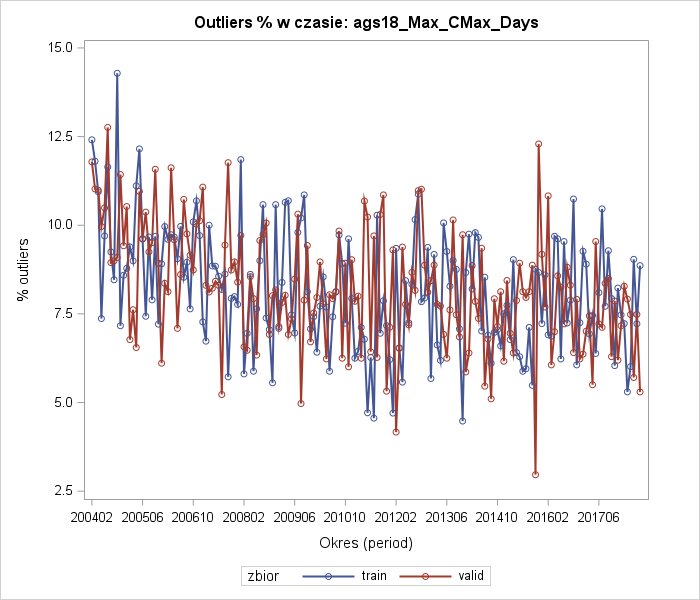 Outliers % w czasie: ags18_Max_CMax_Days
% outliers
15.0
12.5
10.0
7.5
5.0
2.5
200402 200506 200610 200802 200906 201010 201202 201306 201410 201602 201706
Okres (period)
zbior train valid